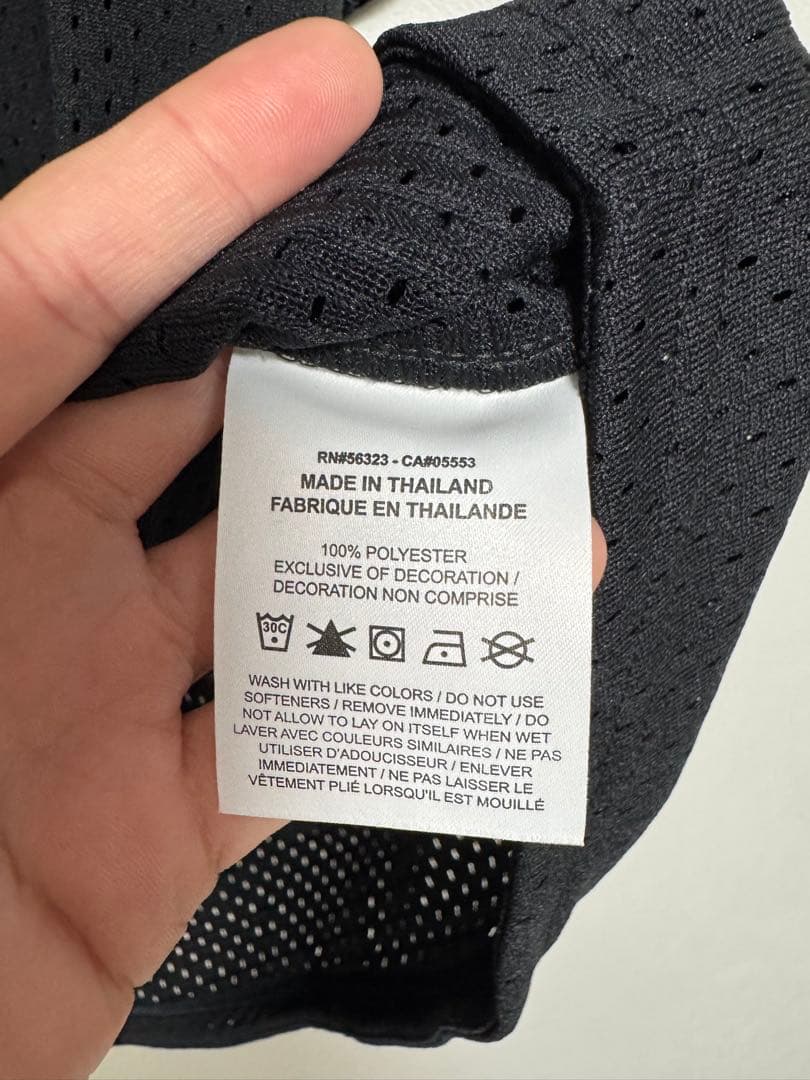 RN#56323 - CA#05553
MADE IN THAILAND
FABRIQUE EN THAILANDE
100% POLYESTER
EXCLUSIVE OF DECORATION /
DECORATION NON COMPRISE
30C
WASH WITH LIKE COLORS / DO NOT USE
SOFTENERS / REMOVE IMMEDIATELY / DO
NOT ALLOW TO LAY ON ITSELF WHEN WET
LAVER AVEC COULEURS SIMILAIRES / NE PAS
UTILISER D'ADOUCISSEUR / ENLEVER
IMMEDIATEMENT / NE PAS LAISSER LE
VÊTEMENT PLIÉ LORSQU'IL EST MOUILLÉ